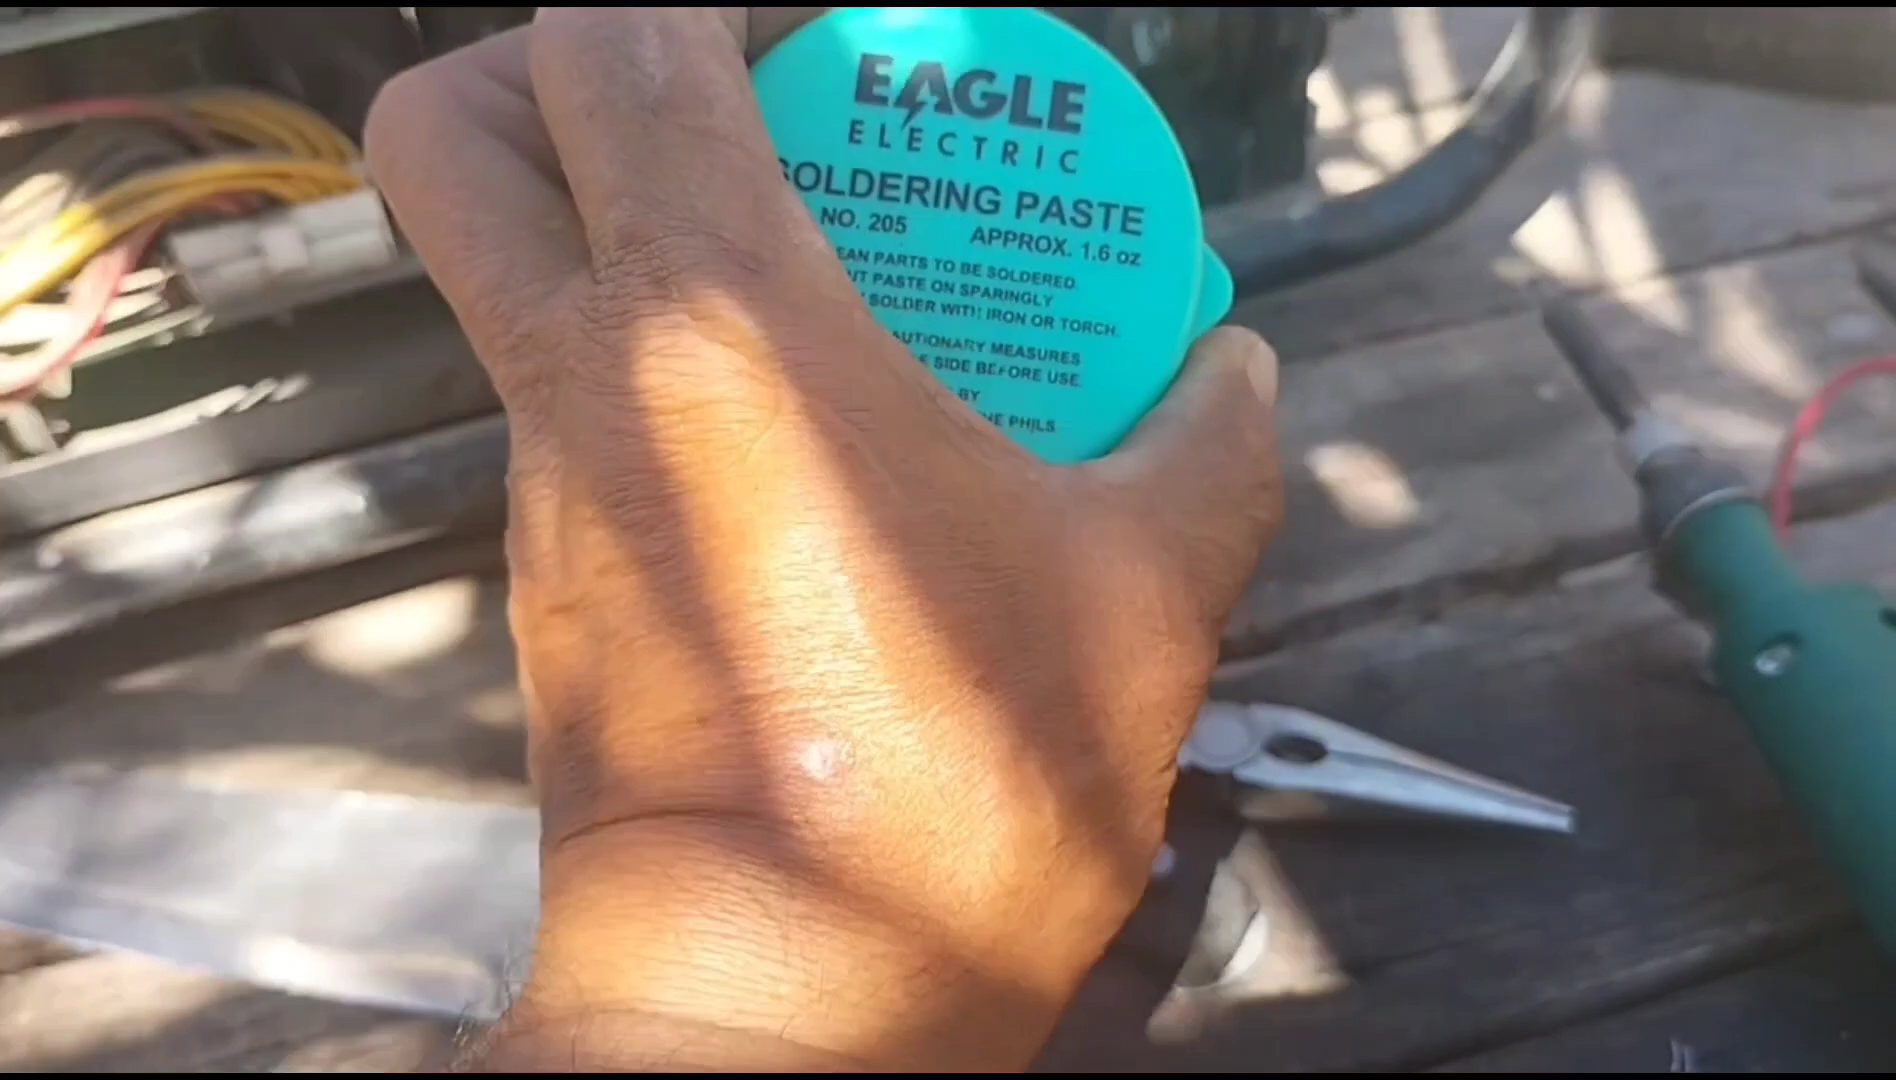 EAGLE
ELECTRIC
SOLDERING PASTE
NO. 205 APPROX. 1.6 oz
PARTS TO BE SOLDERED.
PASTE ON SPARINGLY
SOLDER WITH IRON OR TORCH.
MEASURES
SIDE BEFORE USE.
BY
PHILS